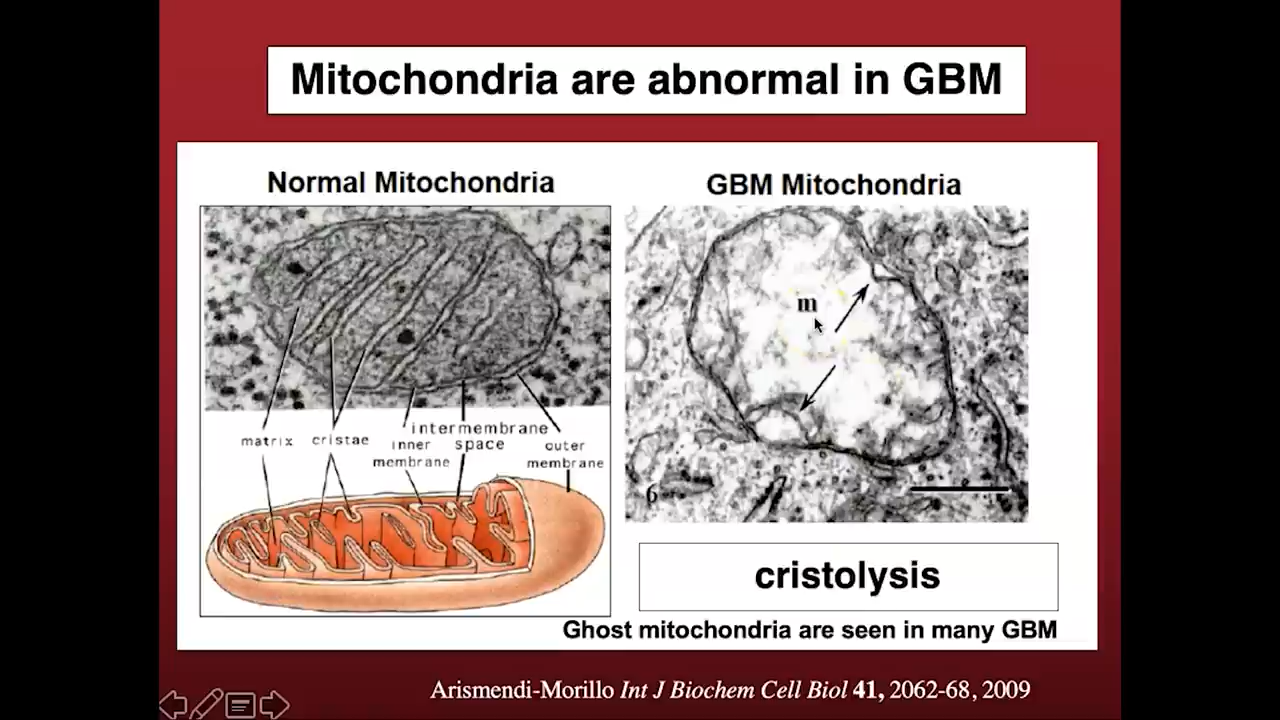 Mitochondria are abnormal in GBM
Normal Mitochondria
GBM Mitochondria
m
matrix
cristae
intermembrane
space
inner
membrane
outer
membrane
6
cristolysis
Ghost mitochondria are seen in many GBM
Arismendi-Morillo Int J Biochem Cell Biol 41, 2062-68, 2009